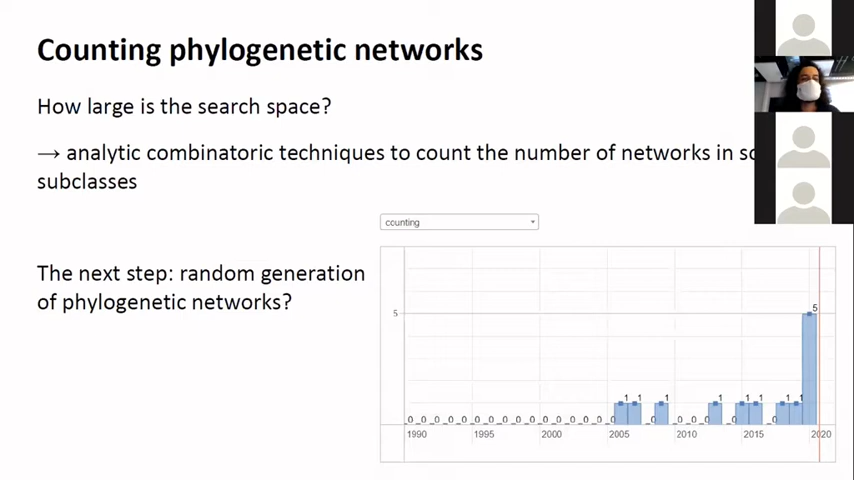 Counting phylogenetic networks
How large is the search space?
→ analytic combinatoric techniques to count the number of networks in
subclasses
counting
The next step: random generation
of phylogenetic networks?
5
5
1 1 1 1 1 1 1 1
0 0 0 0 0 0 0 0 0 0 0 0 0 0 0 0 0 0 0 0 0 0
1990 1995 2000 2005 2010 2015 2020